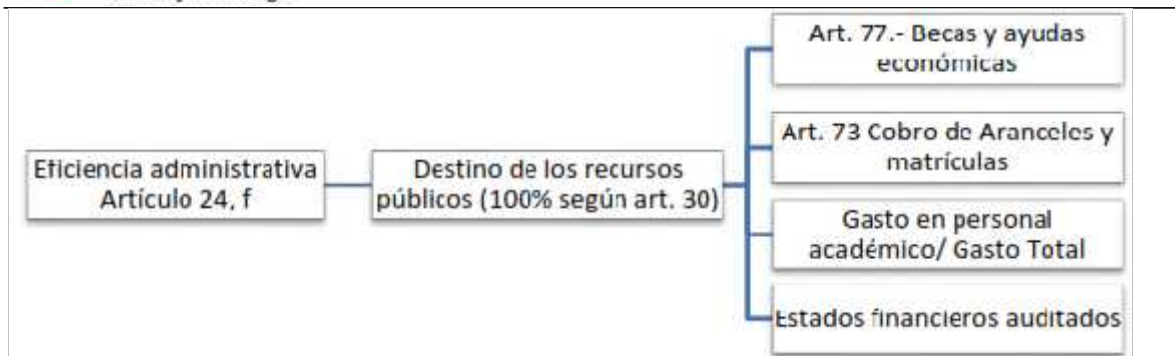 Art. 77.- Becas y ayudas
económicas
Art. 73 Cobro de Aranceles y
matrículas
Eficiencia administrativa
Artículo 24, f
Destino de los recursos
públicos (100% según art. 30)
Gasto en personal
académico/ Gasto Total
Estados financieros auditados